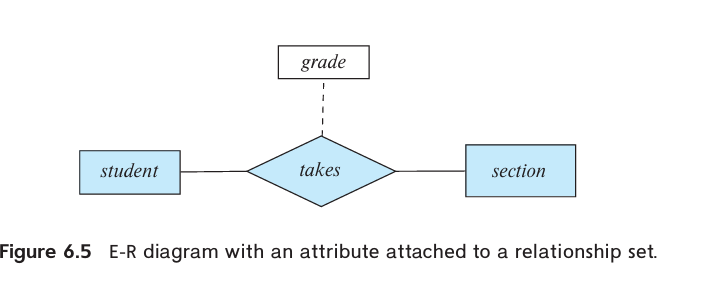 grade
student
takes
section
Figure 6.5 E-R diagram with an attribute attached to a relationship set.